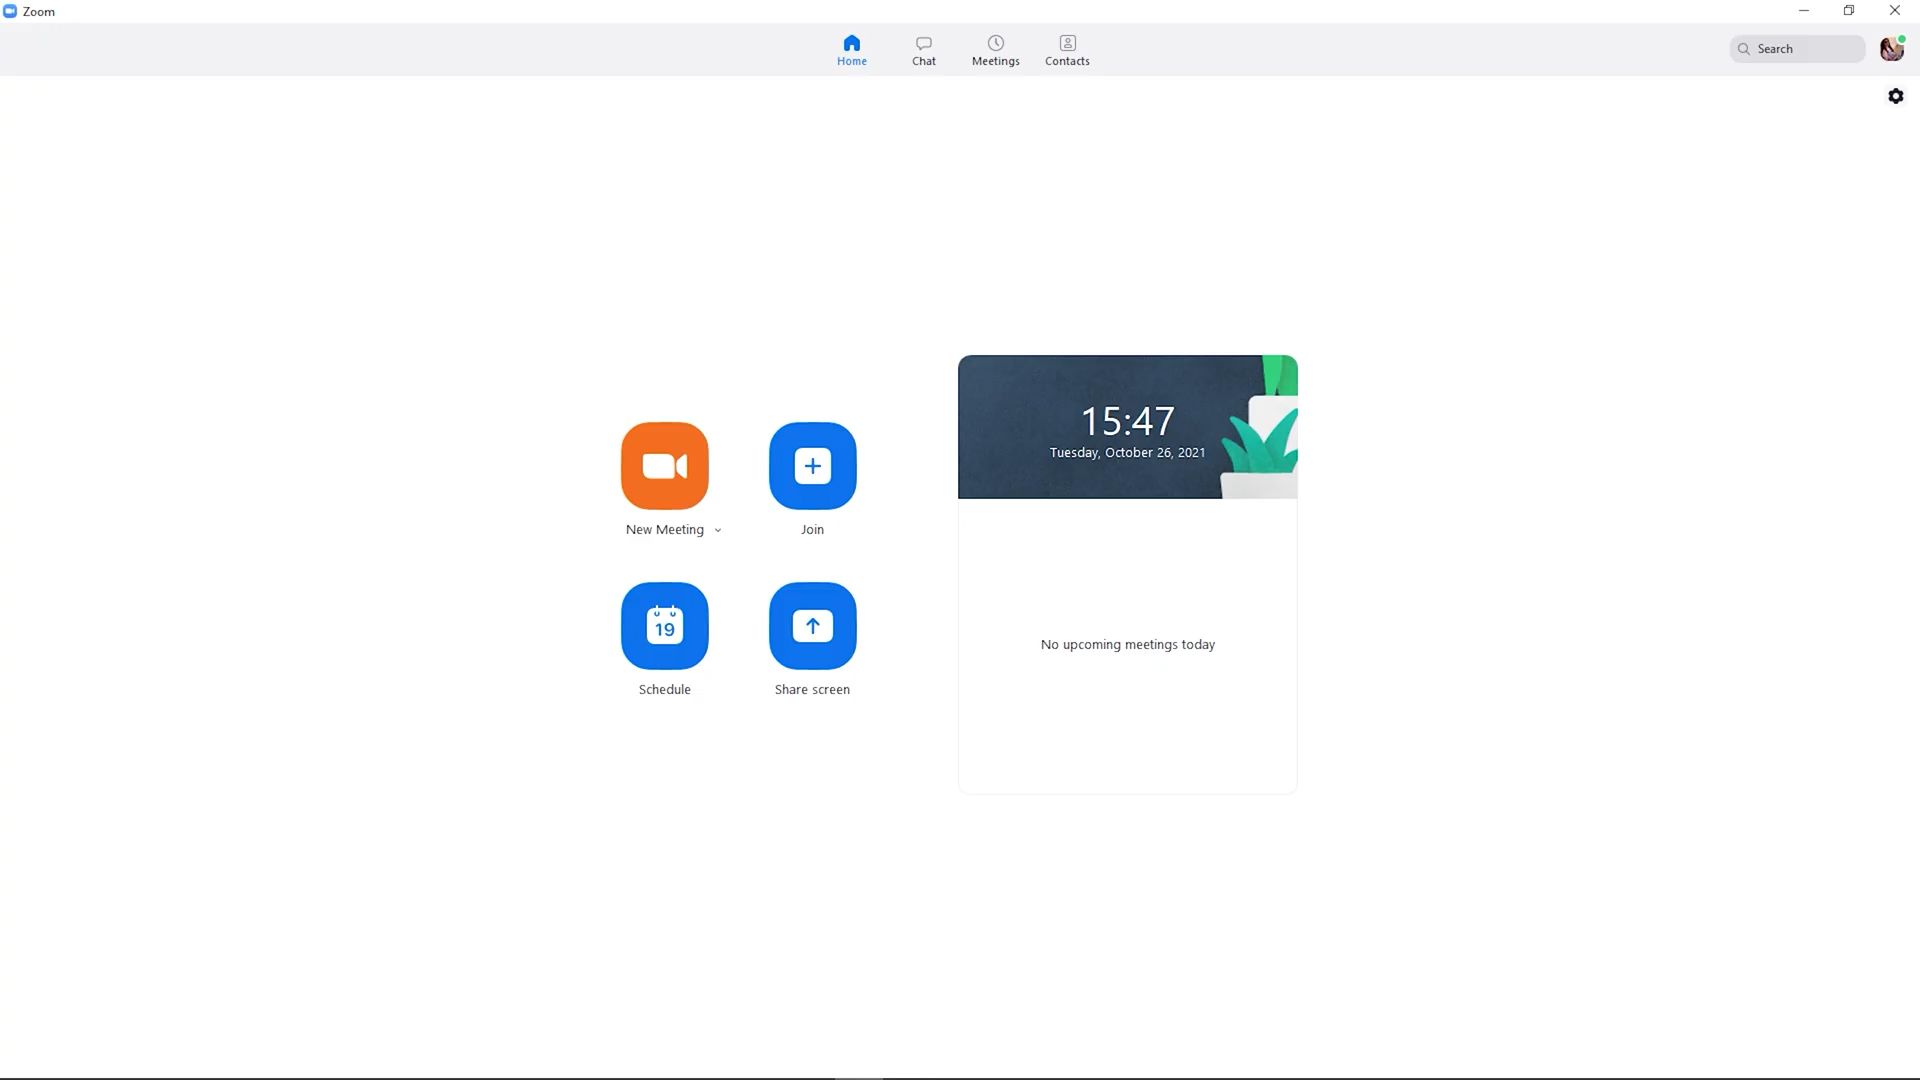 Zoom
Home
Chat
Meetings
Contacts
Search
15:47
Tuesday, October 26, 2021
New Meeting
Join
19
Schedule
Share screen
No upcoming meetings today